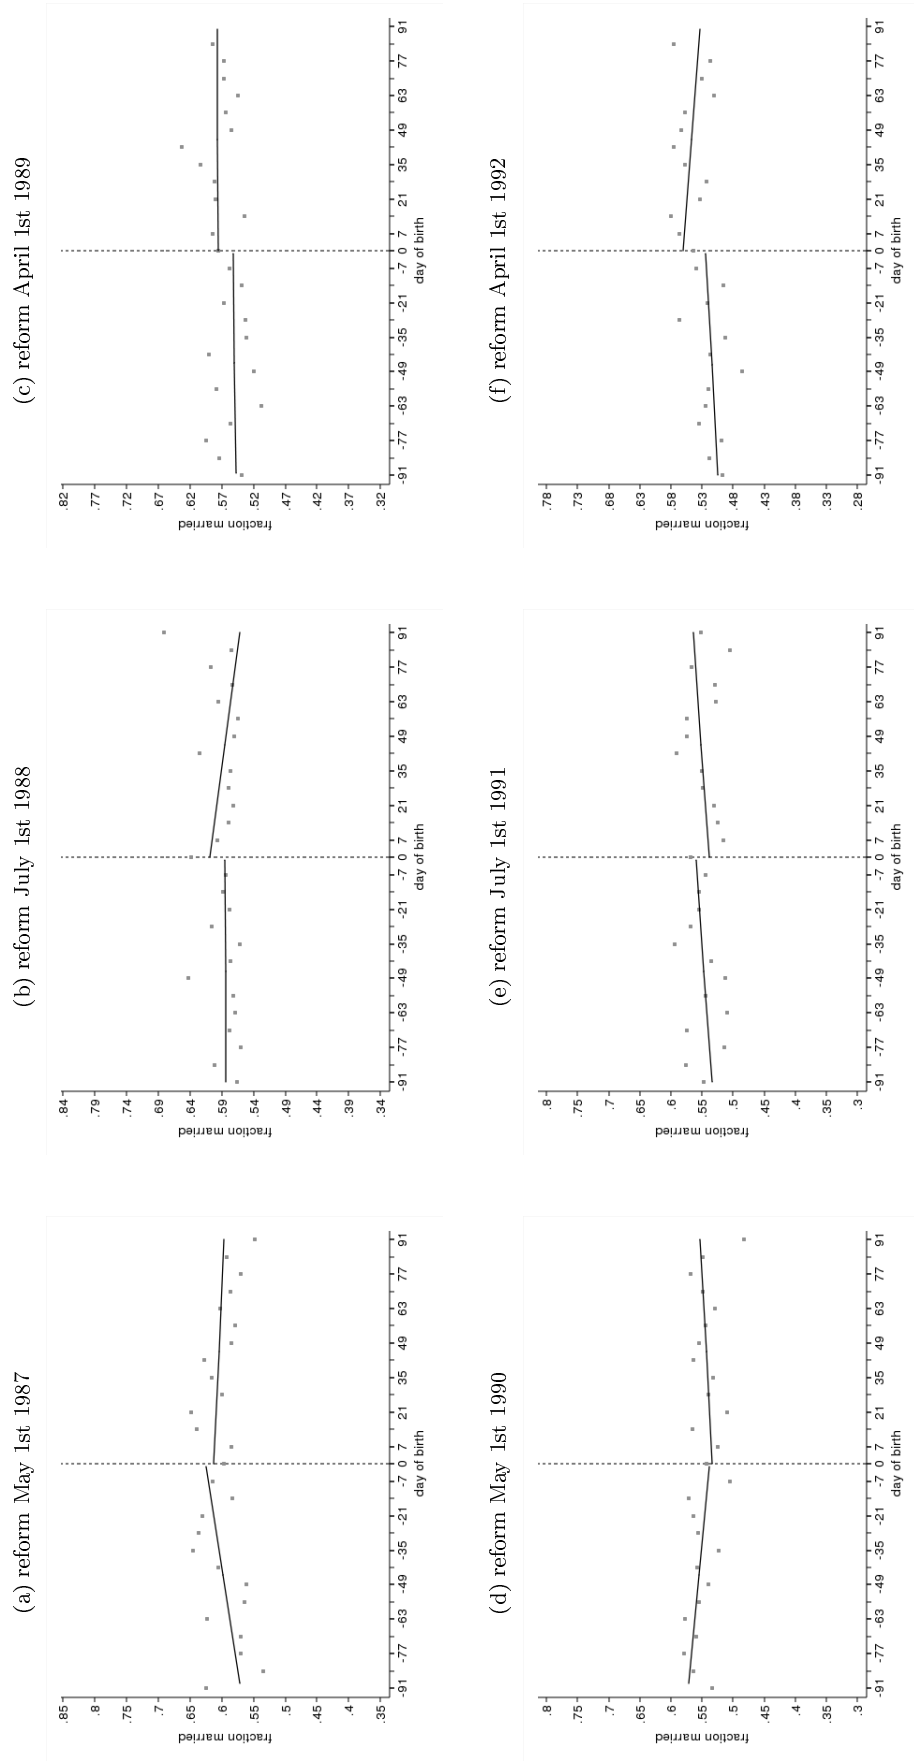 (a) reform May 1st 1987
fraction married
.85
.8
.75
.7
.65
.6
.55
.5
.45
.4
.35
-91 -77 -63 -49 -35 -21 -7 0 7 21 35 49 63 77 91
day of birth
(b) reform July 1st 1988
fraction married
.84
.79
.74
.69
.64
.59
.54
.49
.44
.39
.34
-91 -77 -63 -49 -35 -21 -7 0 7 21 35 49 63 77 91
day of birth
(c) reform April 1st 1989
fraction married
.82
.77
.72
.67
.62
.57
.52
.47
.42
.37
.32
-91 -77 -63 -49 -35 -21 -7 0 7 21 35 49 63 77 91
day of birth
(d) reform May 1st 1990
fraction married
.8
.75
.7
.65
.6
.55
.5
.45
.4
.35
.3
-91 -77 -63 -49 -35 -21 -7 0 7 21 35 49 63 77 91
day of birth
(e) reform July 1st 1991
fraction married
.8
.75
.7
.65
.6
.55
.5
.45
.4
.35
.3
-91 -77 -63 -49 -35 -21 -7 0 7 21 35 49 63 77 91
day of birth
(f) reform April 1st 1992
fraction married
.78
.73
.68
.63
.58
.53
.48
.43
.38
.33
.28
-91 -77 -63 -49 -35 -21 -7 0 7 21 35 49 63 77 91
day of birth